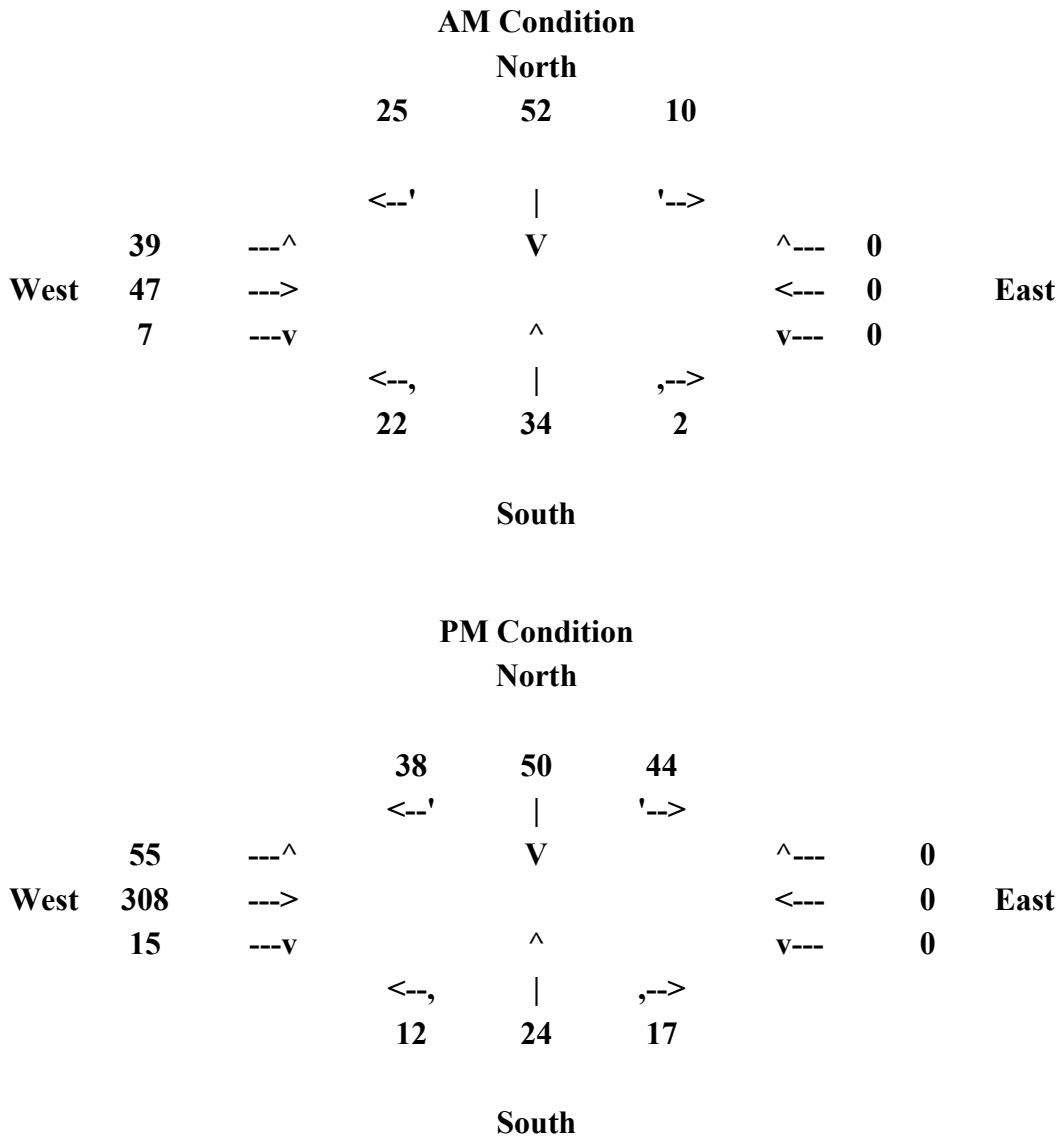 AM Condition
North
25 52 10
<--' | '-->
39 ---^ V ^--- 0
West 47 ---> <--- 0 East
7 ---v ^ v--- 0
<--, | ,-->
22 34 2
South
PM Condition
North
38 50 44
<--' | '-->
55 ---^ V ^--- 0
West 308 ---> <--- 0 East
15 ---v ^ v--- 0
<--, | ,-->
12 24 17
South